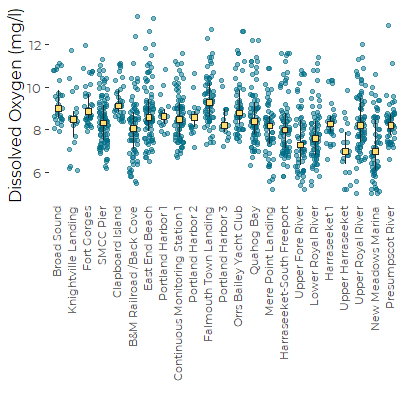 Dissolved Oxygen (mg/l)
12
10
8
6
Broad Sound
Knightville Landing
Fort Gorges
SMCC Pier
Clapboard Island
B&M Railroad /Back Cove
East End Beach
Portland Harbor 1
Continuous Monitoring Station 1
Portland Harbor 2
Falmouth Town Landing
Portland Harbor 3
Orrs Bailey Yacht Club
Quahog Bay
Mere Point Landing
Harraseeket-South Freeport
Upper Fore River
Lower Royal River
Harraseeket 1
Upper Harraseeket
Upper Royal River
New Meadows Marina
Presumpscot River